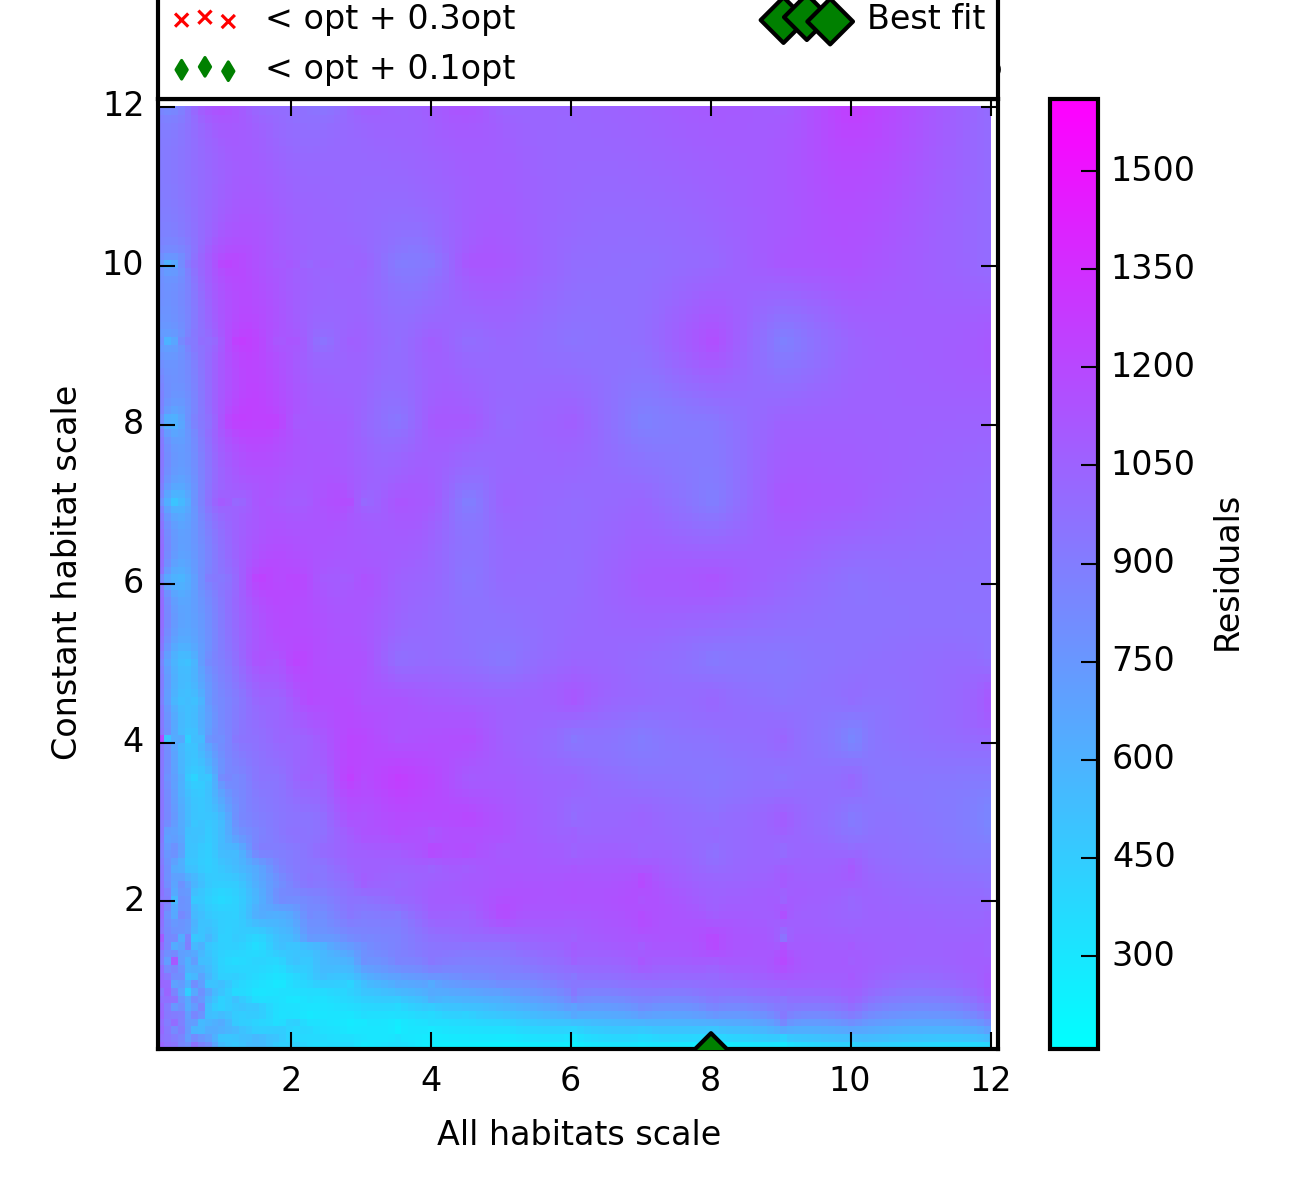 < opt + 0.3opt
Best fit
< opt + 0.1opt
12
10
8
6
4
2
Constant habitat scale
2 4 6 8 10 12
All habitats scale
1500
1350
1200
1050
900
750
600
450
300
Residuals